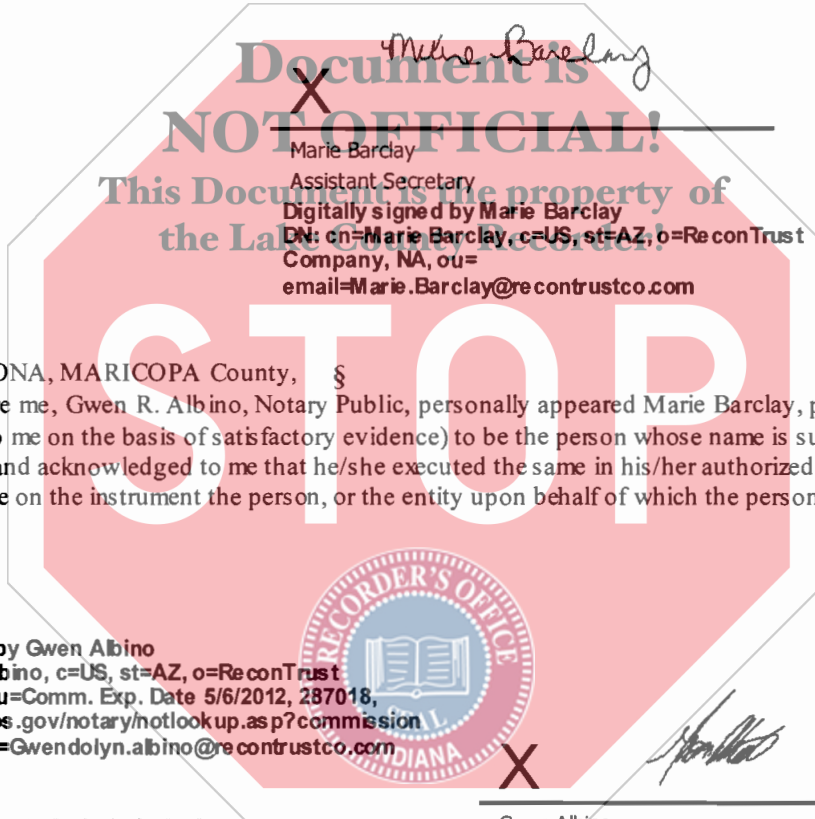 Marie Barclay
Document is
X
NOT OFFICIAL!
Marie Barclay
Assistant Secretary
This Document is the property of
Digitally signed by Marie Barclay
the Lake County Recorder!
DN: cn=Marie Barclay, c=US, st=AZ, o=ReconTrust
Company, NA, ou=
email=Marie.Barclay@recontrustco.com
STOP
ONA, MARICOPA County, §
e me, Gwen R. Albino, Notary Public, personally appeared Marie Barclay, p
o me on the basis of satisfactory evidence) to be the person whose name is su
and acknowledged to me that he/she executed the same in his/her authorized
e on the instrument the person, or the entity upon behalf of which the person
RECORDER'S OFFICE
SEAL
INDIANA
by Gwen Albino
bino, c=US, st=AZ, o=ReconTrust
u=Comm. Exp. Date 5/6/2012, 287018,
os.gov/notary/notlookup.asp?commission
=Gwendolyn.albino@recontrustco.com
X